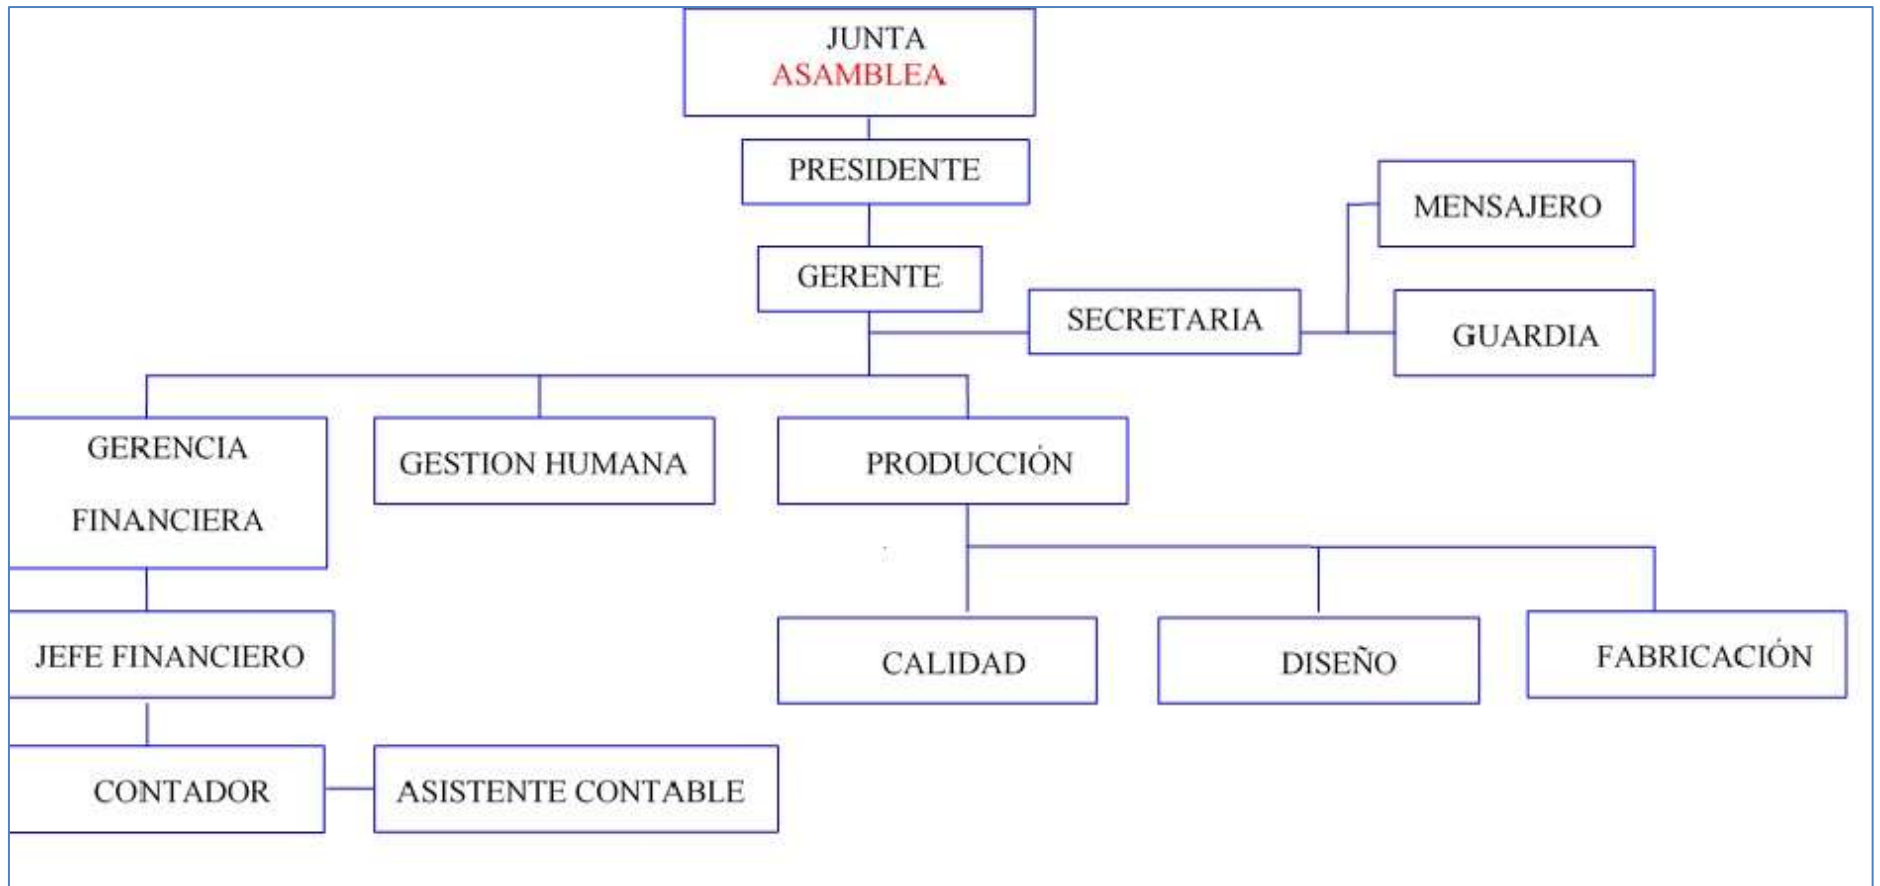 JUNTA
ASAMBLEA
PRESIDENTE
MENSAJERO
GERENTE
SECRETARIA
GUARDIA
GERENCIA
FINANCIERA
GESTION HUMANA
PRODUCCIÓN
JEFE FINANCIERO
CALIDAD
DISEÑO
FABRICACIÓN
CONTADOR
ASISTENTE CONTABLE